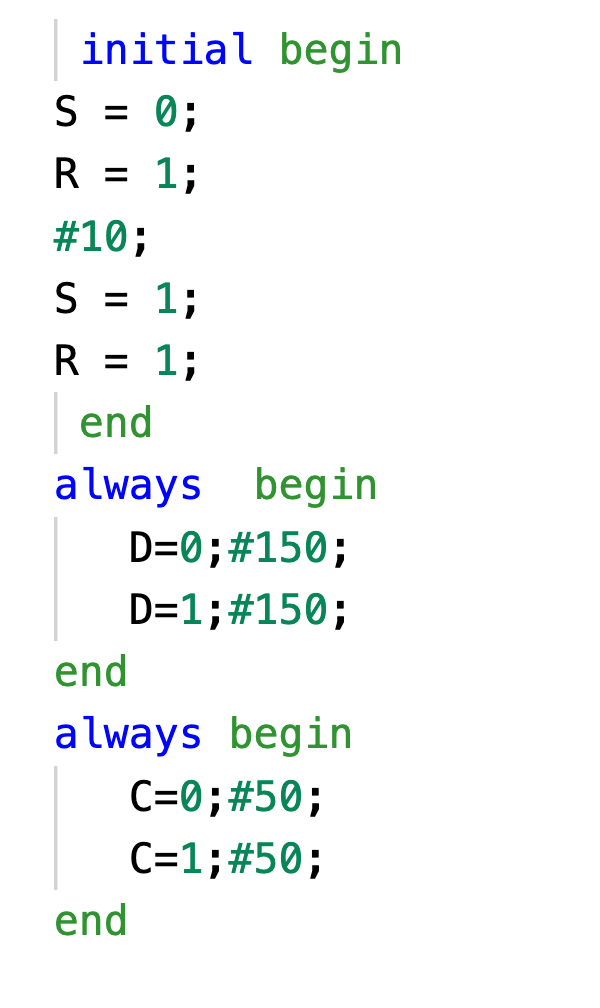 initial begin
S = 0;
R = 1;
#10;
S = 1;
R = 1;
end
always  begin
D=0;#150;
D=1;#150;
end
always begin
C=0;#50;
C=1;#50;
end